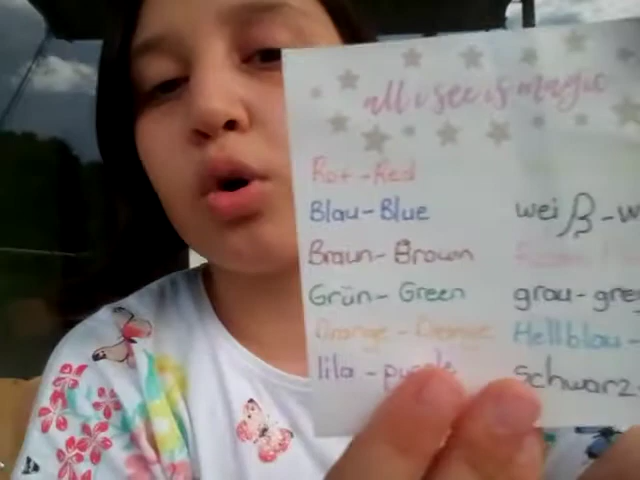 all i see is magic
Rot-Red
Blau-Blue
Braun-Brown
Grün-Green
Orange-Orange
lila-purple
weiß-w
grau-grey
Hellblau-
Schwarz